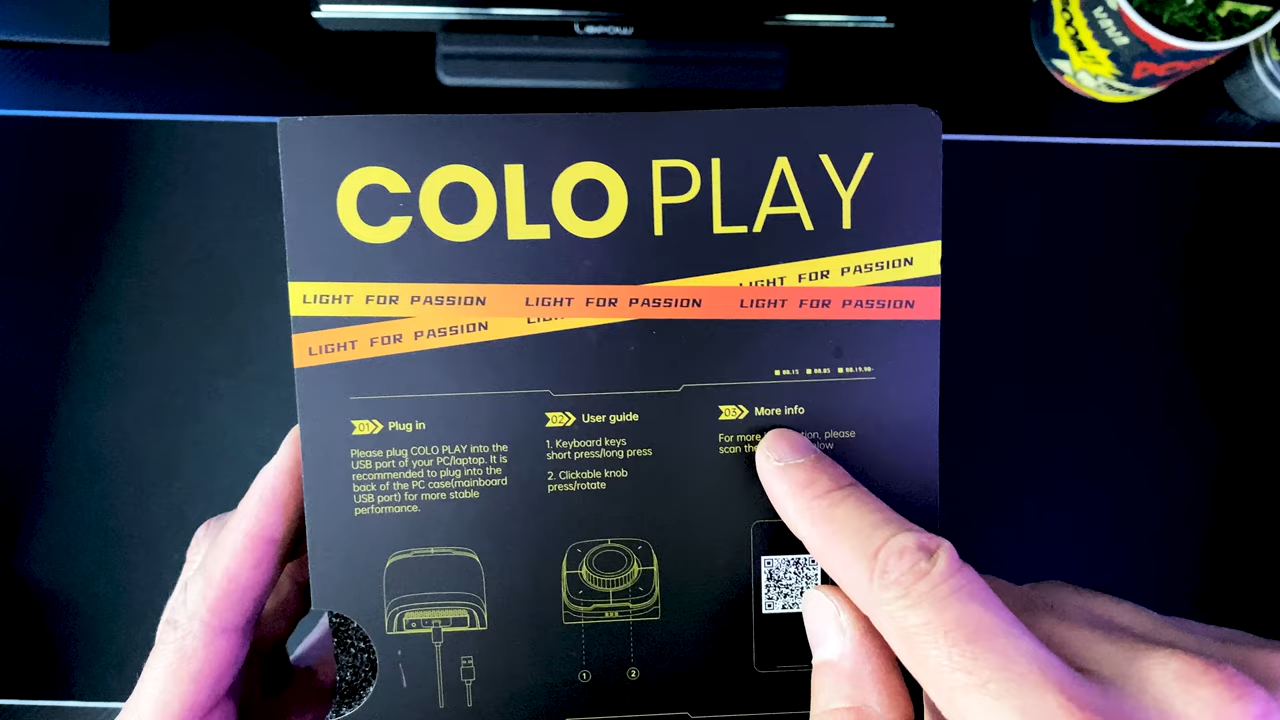 COLO PLAY
LIGHT FOR PASSION
LIGHT FOR PASSION LIGHT FOR PASSION LIGHT FOR PASSION
LIGHT FOR PASSION
01 Plug in
Please plug COLO PLAY into the
USB port of your PC/laptop. It is
recommended to plug into the
back of the PC case(mainboard
USB port) for more stable
performance.
02 User guide
1. Keyboard keys
short press/long press
2. Clickable knob
press/rotate
03 More info
For more please
scan the
1
2